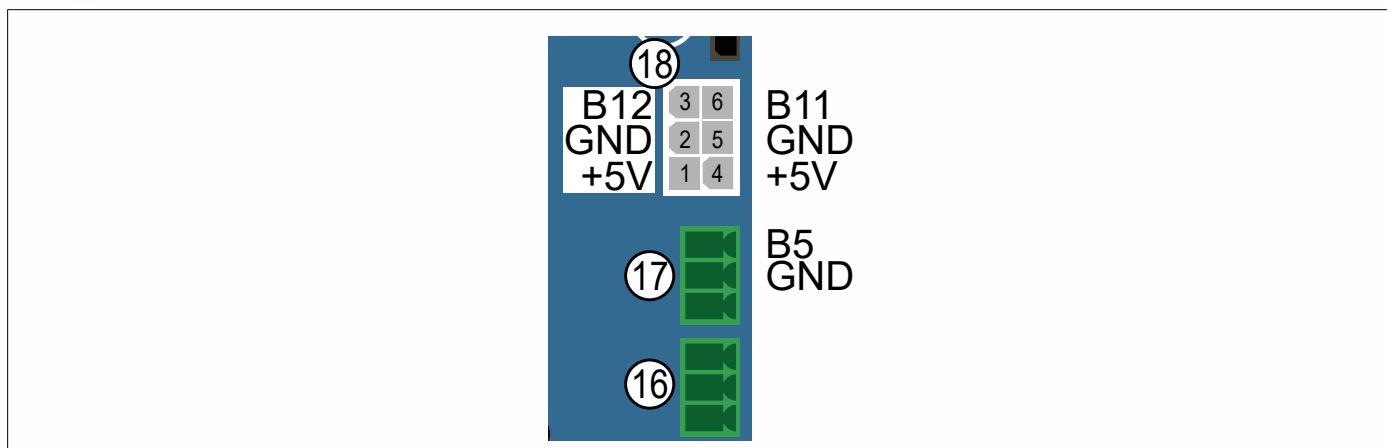 18
B12 3 6 B11
GND 2 5 GND
+5V 1 4 +5V
B5
17 GND
16